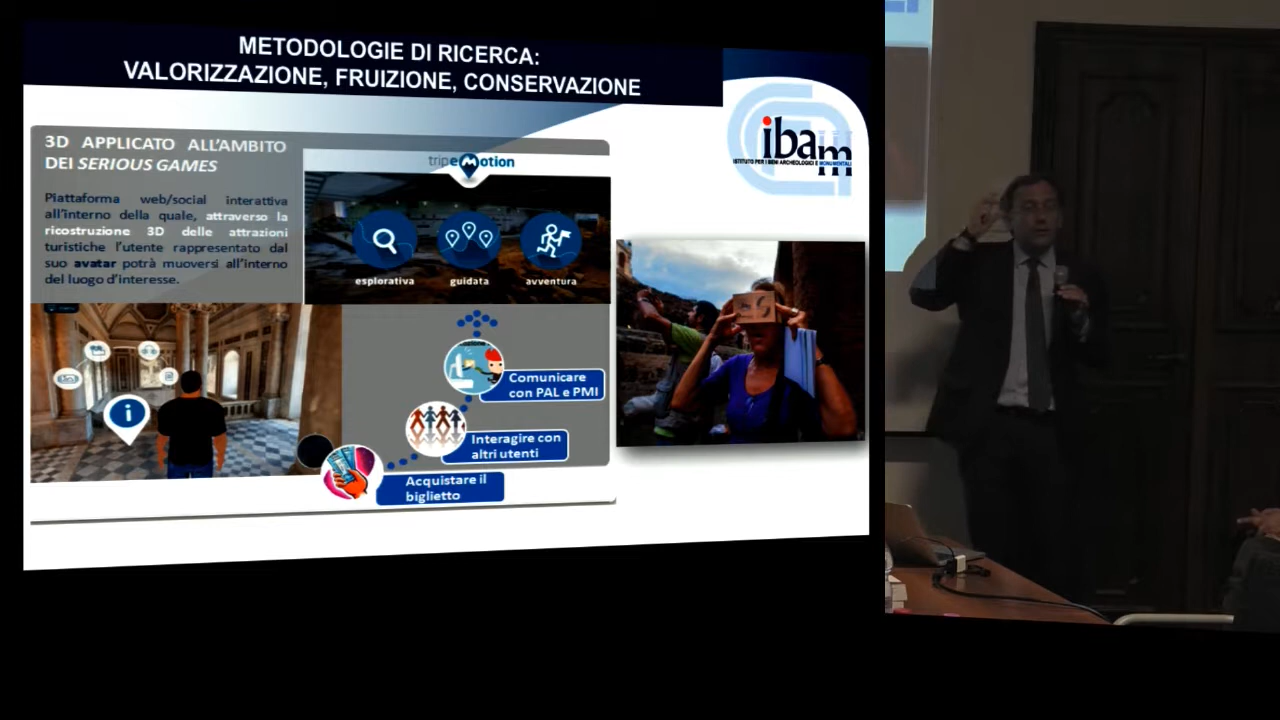 METODOLOGIE DI RICERCA:
VALORIZZAZIONE, FRUIZIONE, CONSERVAZIONE
ibam
ISTITUTO PER I BENI ARCHEOLOGICI E MONUMENTALI
3D APPLICATO ALL'AMBITO
DEI SERIOUS GAMES
Piattaforma web/social interattiva
all'interno della quale, attraverso la
ricostruzione 3D delle attrazioni
turistiche l'utente rappresentato dal
suo avatar potrà muoversi all'interno
del luogo d'interesse.
tripemotion
esplorativa
guidata
avventura
Comunicare
con PAL e PMI
Interagire con
altri utenti
Acquistare il
biglietto